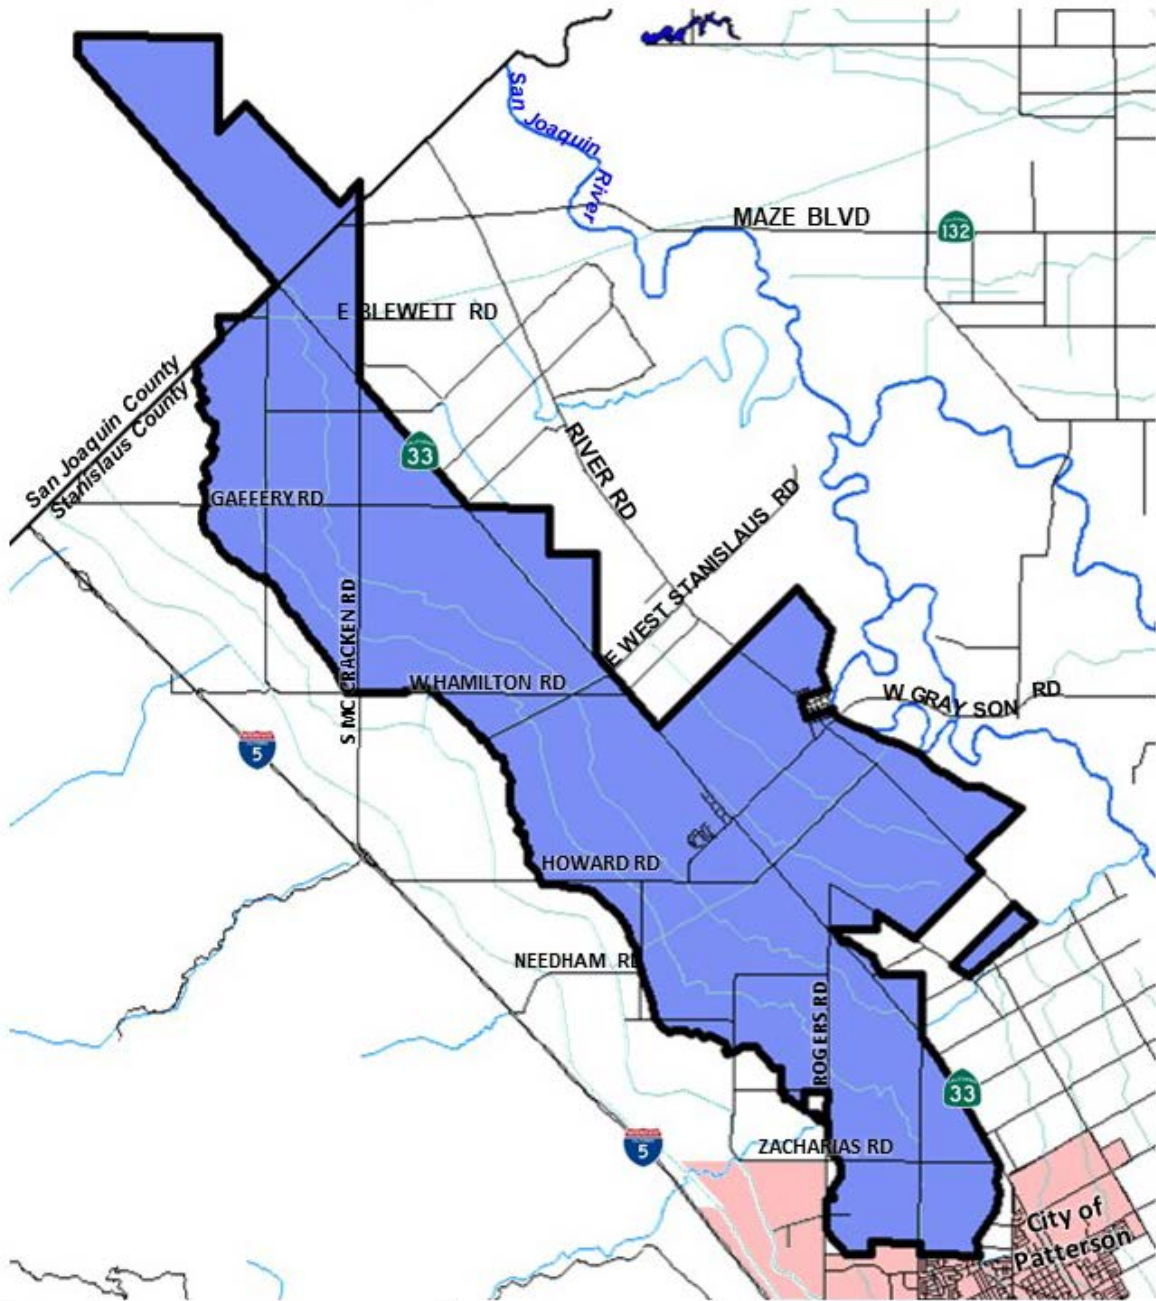 San
Joaquin
River
MAZE BLVD
132
E BLEWETT RD
San Joaquin County
Stanislaus County
33
RIVER RD
GAFFERY RD
E WEST STANISLAUS RD
S MC CRACKEN RD
W HAMILTON RD
W GRAYSON RD
5
HOWARD RD
NEEDHAM RD
ROGERS RD
33
5
ZACHARIAS RD
City of
Patterson